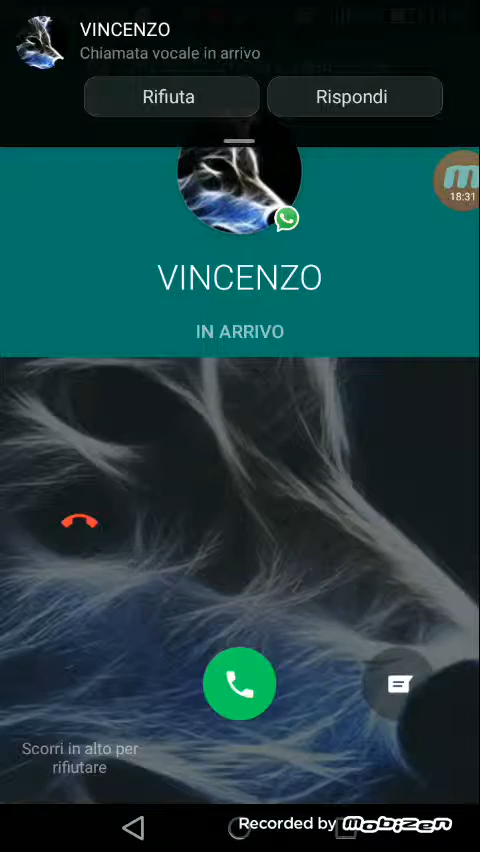 VINCENZO
Chiamata vocale in arrivo
Rifiuta
Rispondi
18:31
VINCENZO
IN ARRIVO
Scorri in alto per
rifiutare
Recorded by mobizen